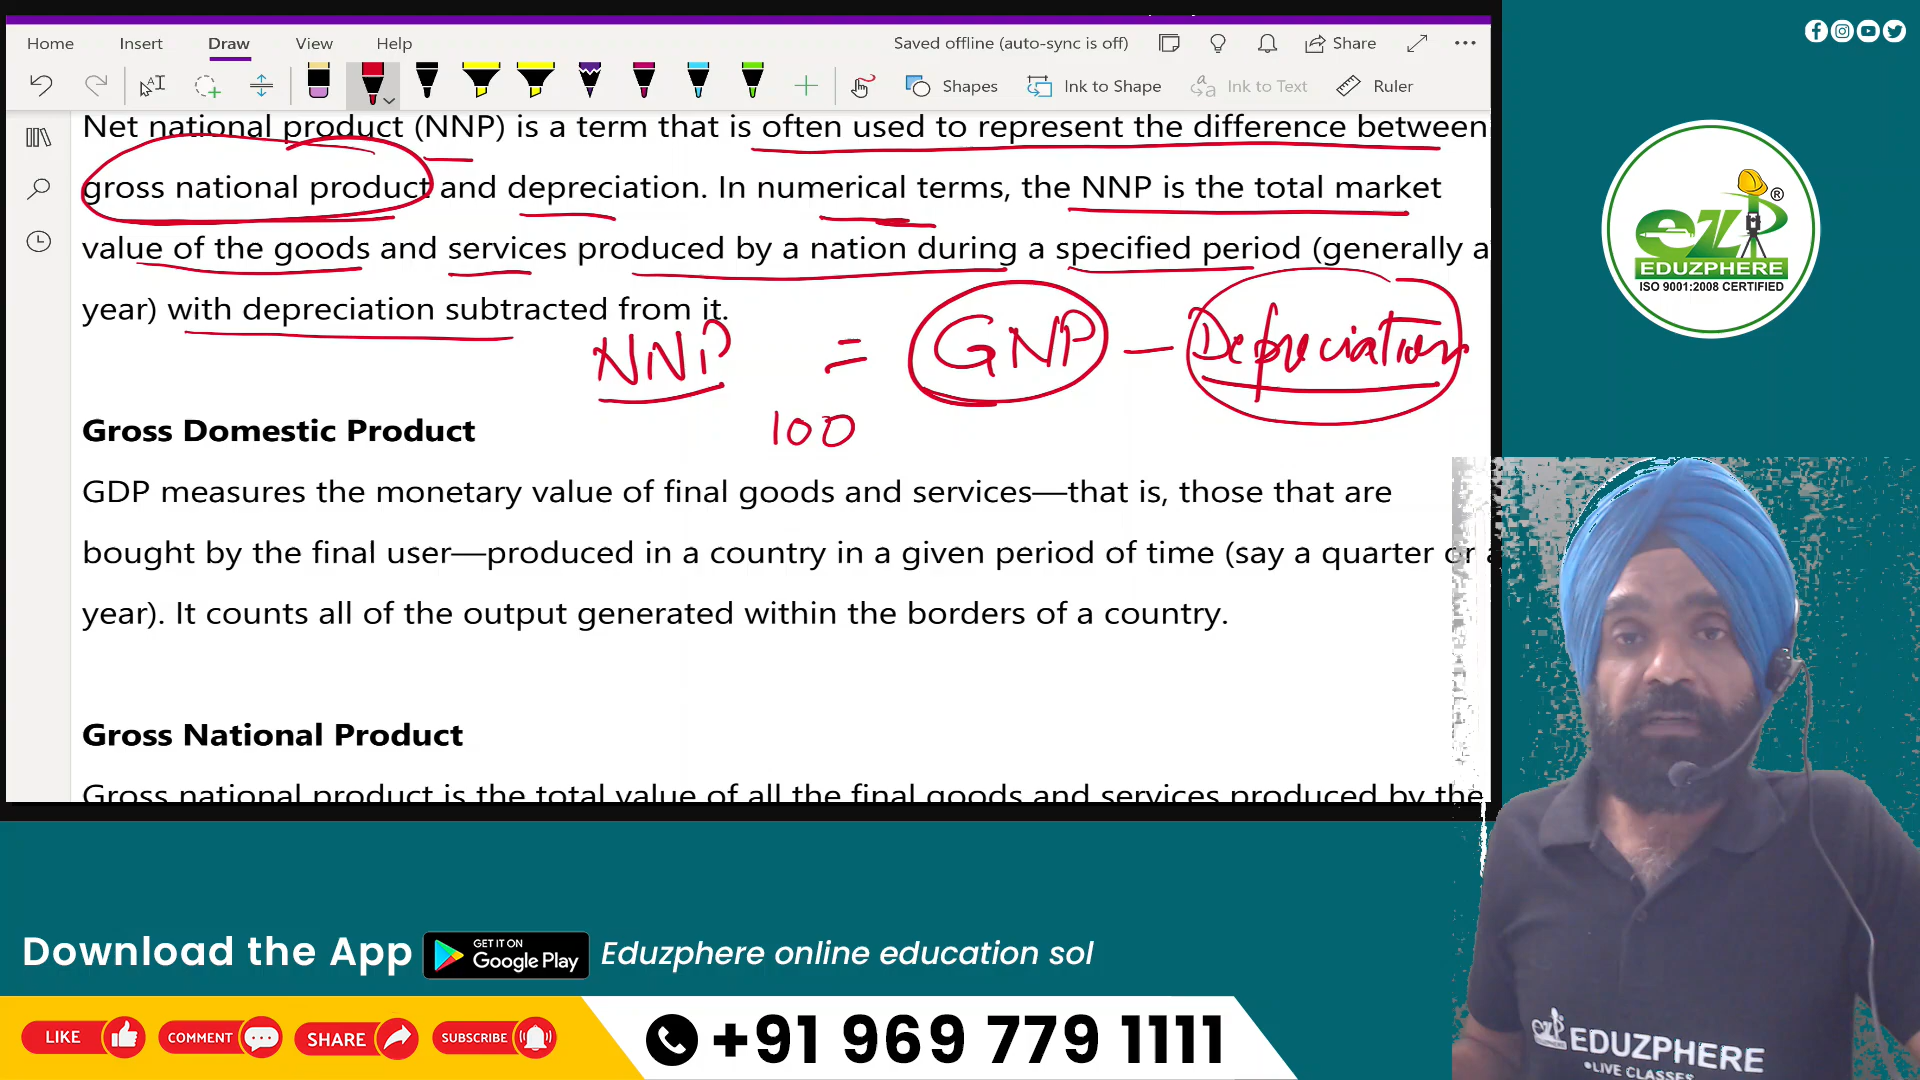 Home Insert Draw View Help Saved offline (auto-sync is off) Share
Shapes Ink to Shape Ink to Text Ruler
Net national product (NNP) is a term that is often used to represent the difference between
gross national product and depreciation. In numerical terms, the NNP is the total market
value of the goods and services produced by a nation during a specified period (generally a
year) with depreciation subtracted from it.
NNP = GNP – Depreciation
100
Gross Domestic Product
GDP measures the monetary value of final goods and services—that is, those that are
bought by the final user—produced in a country in a given period of time (say a quarter or a
year). It counts all of the output generated within the borders of a country.
Gross National Product
Gross national product is the total value of all the final goods and services produced by the
ezp ®
EDUZPHERE
ISO 9001:2008 CERTIFIED
EDUZPHERE
•LIVE CLASSES
Download the App GET IT ON Google Play Eduzphere online education sol
LIKE COMMENT SHARE SUBSCRIBE +91 969 779 1111